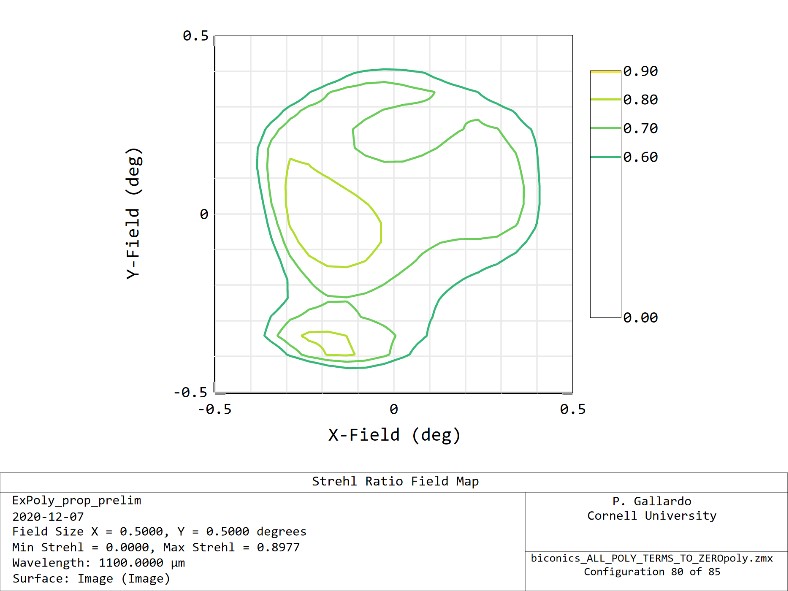 0.5
0
-0.5
Y-Field (deg)
-0.5
0
0.5
X-Field (deg)
0.90
0.80
0.70
0.60
0.00
Strehl Ratio Field Map
ExPoly_prop_prelim
2020-12-07
Field Size X = 0.5000, Y = 0.5000 degrees
Min Strehl = 0.0000, Max Strehl = 0.8977
Wavelength: 1100.0000 µm
Surface: Image (Image)
P. Gallardo
Cornell University
biconics_ALL_POLY_TERMS_TO_ZEROpoly.zmx
Configuration 80 of 85